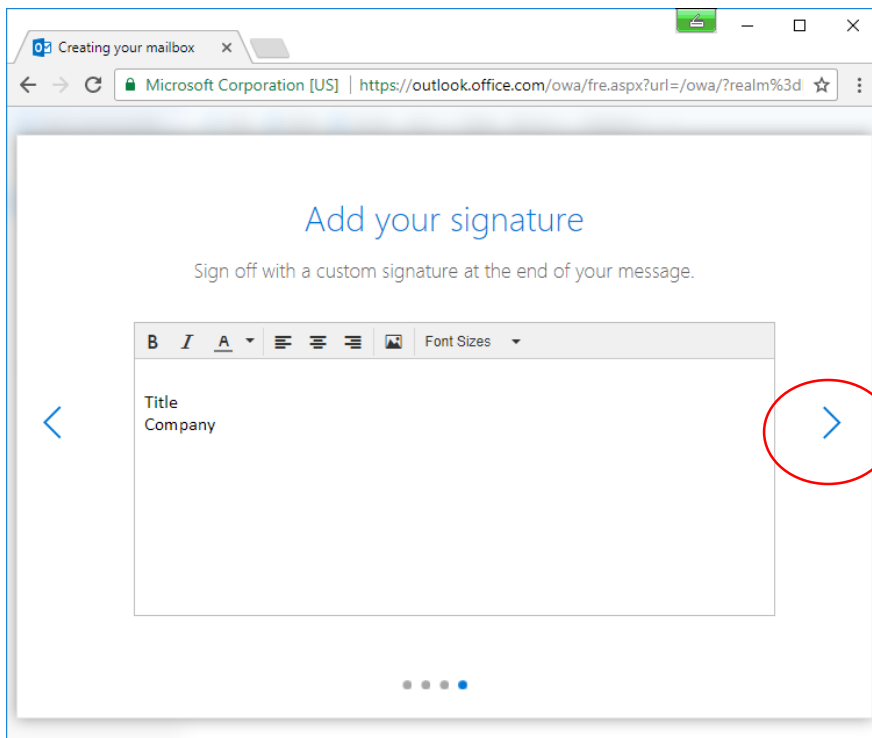 Creating your mailbox
Microsoft Corporation [US] | https://outlook.office.com/owa/fre.aspx?url=/owa/?realm%3d
Add your signature
Sign off with a custom signature at the end of your message.
B I A Font Sizes
Title
Company